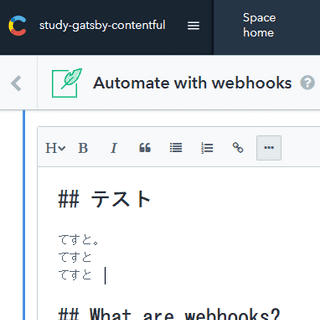 study-gatsby-contentful
Space
home
Automate with webhooks ?
H B I
## テスト
てすと。
てすと
てすと
## What are webhooks?